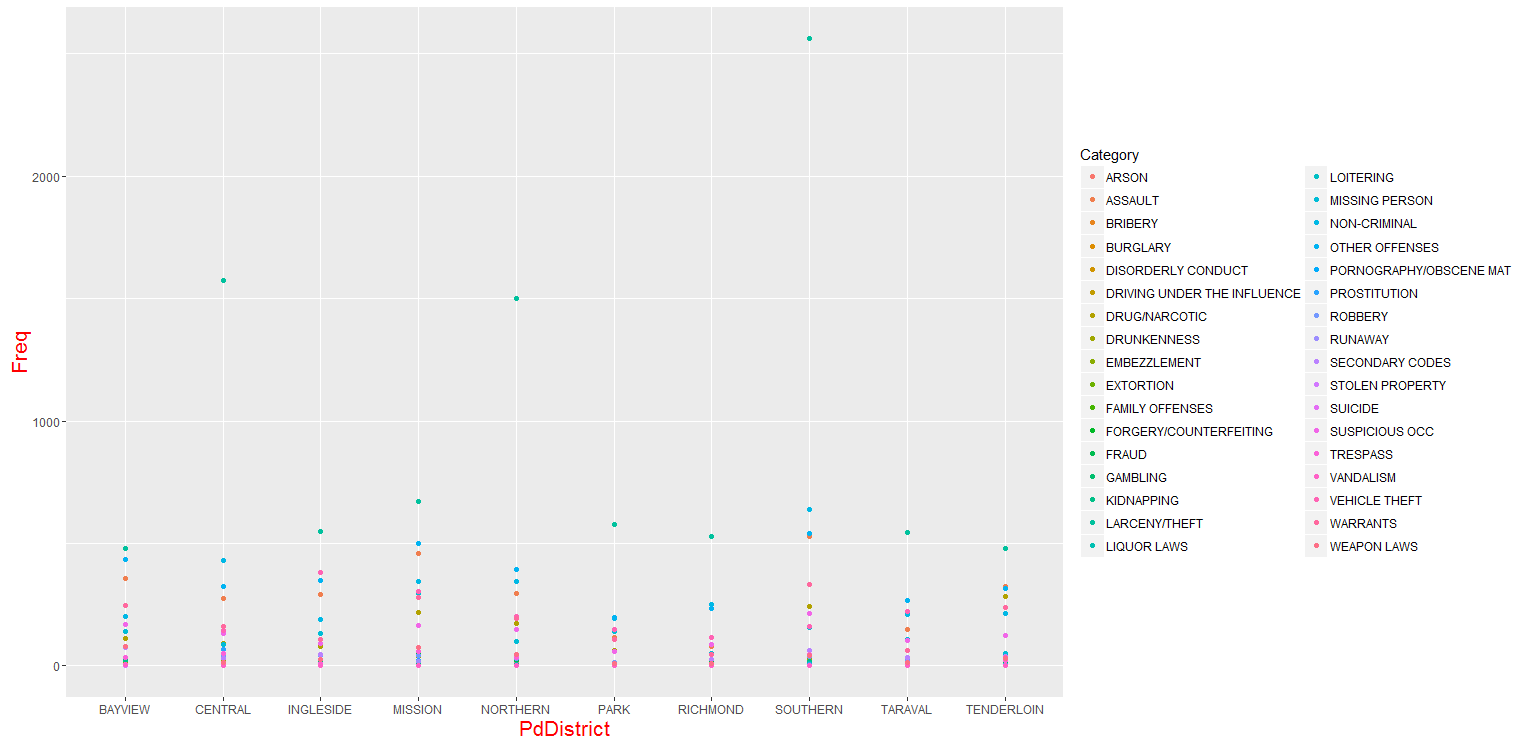 2000
1000
0
Freq
BAYVIEW
CENTRAL
INGLESIDE
MISSION
NORTHERN
PARK
RICHMOND
SOUTHERN
TARAVAL
TENDERLOIN
PdDistrict
Category
ARSON
ASSAULT
BRIBERY
BURGLARY
DISORDERLY CONDUCT
DRIVING UNDER THE INFLUENCE
DRUG/NARCOTIC
DRUNKENNESS
EMBEZZLEMENT
EXTORTION
FAMILY OFFENSES
FORGERY/COUNTERFEITING
FRAUD
GAMBLING
KIDNAPPING
LARCENY/THEFT
LIQUOR LAWS
LOITERING
MISSING PERSON
NON-CRIMINAL
OTHER OFFENSES
PORNOGRAPHY/OBSCENE MAT
PROSTITUTION
ROBBERY
RUNAWAY
SECONDARY CODES
STOLEN PROPERTY
SUICIDE
SUSPICIOUS OCC
TRESPASS
VANDALISM
VEHICLE THEFT
WARRANTS
WEAPON LAWS